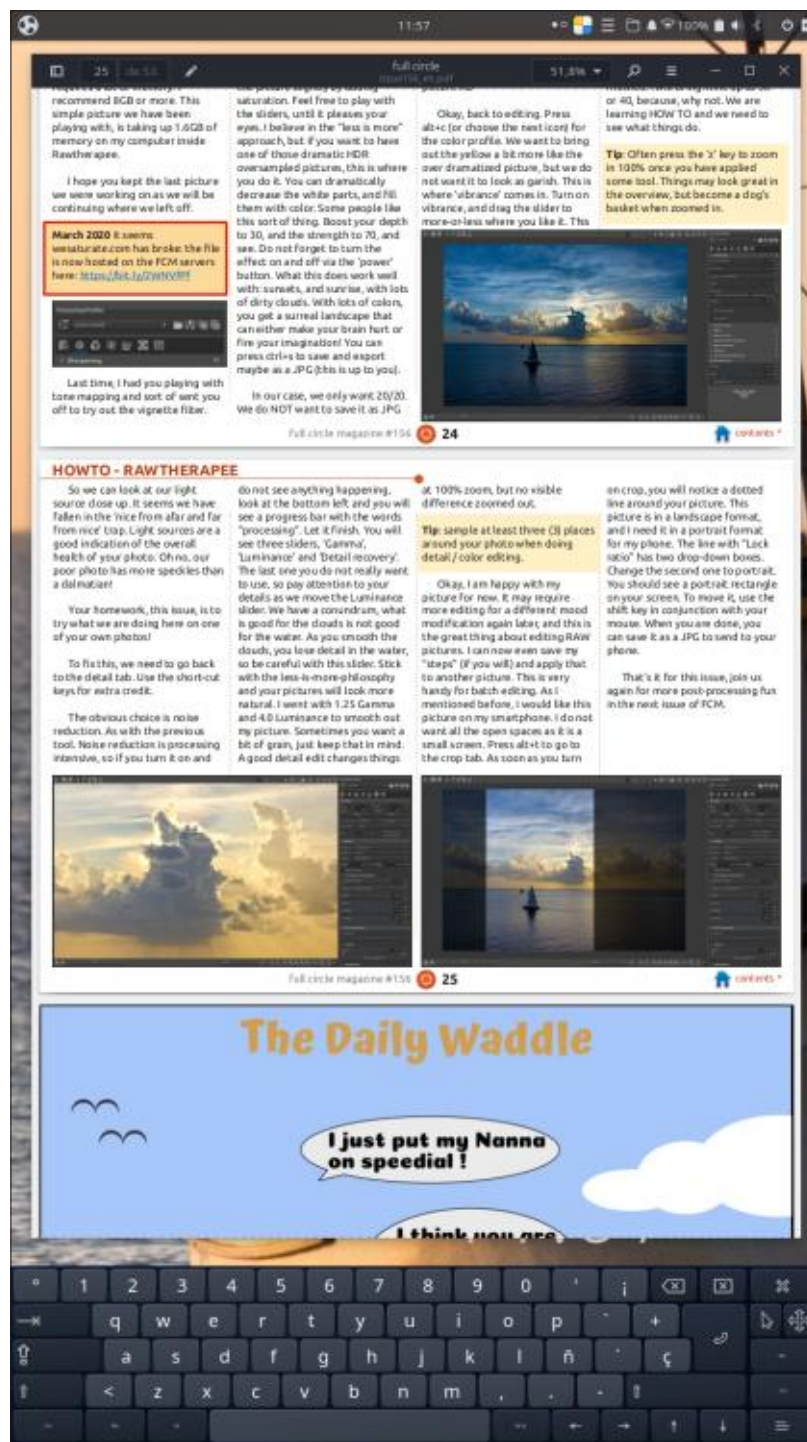 11:57
100%
25
de 53
full circle
51,8%
recommend 8GB or more. This
simple picture we have been
playing with, is taking up 1.6GB of
memory on my computer inside
Rawtherapee.
I hope you kept the last picture
we were working on as we will be
continuing where we left off.
March 2020 It seems
wesaturate.com has broke: the file
is now hosted on the FCM servers
here:
Last time, I had you playing with
tone mapping and sort of sent you
off to try out the vignette filter.
saturation. Feel free to play with
the sliders, until it pleases your
eyes. I believe in the "less is more"
approach, but if you want to have
one of those dramatic HDR
oversampled pictures, this is where
you do it. You can dramatically
decrease the white parts, and fill
them with color. Some people like
this sort of thing. Boost your depth
to 30, and the strength to 70, and
see. Do not forget to turn the
effect on and off via the 'power'
button. What this does work well
with: sunsets, and sunrise, with lots
of dirty clouds. With lots of colors,
you get a surreal landscape that
can either make your brain hurt or
fire your imagination! You can
press ctrl+s to save and export
maybe as a JPG (this is up to you).
In our case, we only want 20/20.
We do NOT want to save it as JPG
Okay, back to editing. Press
alt+c (or choose the next icon) for
the color profile. We want to bring
out the yellow a bit more like the
over dramatized picture, but we do
not want it to look as garish. This is
where 'vibrance' comes in. Turn on
vibrance, and drag the slider to
more-or-less where you like it. This
or 40, because, why not. We are
learning HOW TO and we need to
see what things do.
Tip: Often press the 'z' key to zoom
in 100% once you have applied
some tool. Things may look great in
the overview, but become a dog's
basket when zoomed in.
full circle magazine #156
24
contents ^
HOWTO - RAWTHERAPEE
So we can look at our light
source close up. It seems we have
fallen in the 'nice from afar and far
from nice' trap. Light sources are a
good indication of the overall
health of your photo. Oh no, our
poor photo has more speckles than
a dalmatian!
Your homework, this issue, is to
try what we are doing here on one
of your own photos!
To fix this, we need to go back
to the detail tab. Use the short-cut
keys for extra credit.
The obvious choice is noise
reduction. As with the previous
tool, Noise reduction is processing
intensive, so if you turn it on and
do not see anything happening,
look at the bottom left and you will
see a progress bar with the words
"processing". Let it finish. You will
see three sliders, 'Gamma',
'Luminance' and 'Detail recovery'.
The last one you do not really want
to use, so pay attention to your
details as we move the Luminance
slider. We have a conundrum, what
is good for the clouds is not good
for the water. As you smooth the
clouds, you lose detail in the water,
so be careful with this slider. Stick
with the less-is-more-philosophy
and your pictures will look more
natural. I went with 1.25 Gamma
and 4.0 Luminance to smooth out
my picture. Sometimes you want a
bit of grain, just keep that in mind.
A good detail edit changes things
at 100% zoom, but no visible
difference zoomed out.
Tip: sample at least three (3) places
around your photo when doing
detail / color editing.
Okay, I am happy with my
picture for now. It may require
more editing for a different mood
modification again later, and this is
the great thing about editing RAW
pictures. I can now even save my
"steps" (if you will) and apply that
to another picture. This is very
handy for batch editing. As I
mentioned before, I would like this
picture on my smartphone. I do not
want all the open spaces as it is a
small screen. Press alt+t to go to
the crop tab. As soon as you turn
on crop, you will notice a dotted
line around your picture. This
picture is in a landscape format,
and I need it in a portrait format
for my phone. The line with "Lock
ratio" has two drop-down boxes.
Change the second one to portrait.
You should see a portrait rectangle
on your screen. To move it, use the
shift key in conjunction with your
mouse. When you are done, you
can save it as a JPG to send to your
phone.
That's it for this issue, join us
again for more post-processing fun
in the next issue of FCM.
full circle magazine #156
25
contents ^
The Daily Waddle
I just put my Nanna
on speedial !
I think you are
º 1 2 3 4 5 6 7 8 9 0 ' ¡
q w e r t y u i o p ` +
a s d f g h j k l ñ ´ ç
< z x c v b n m , . -